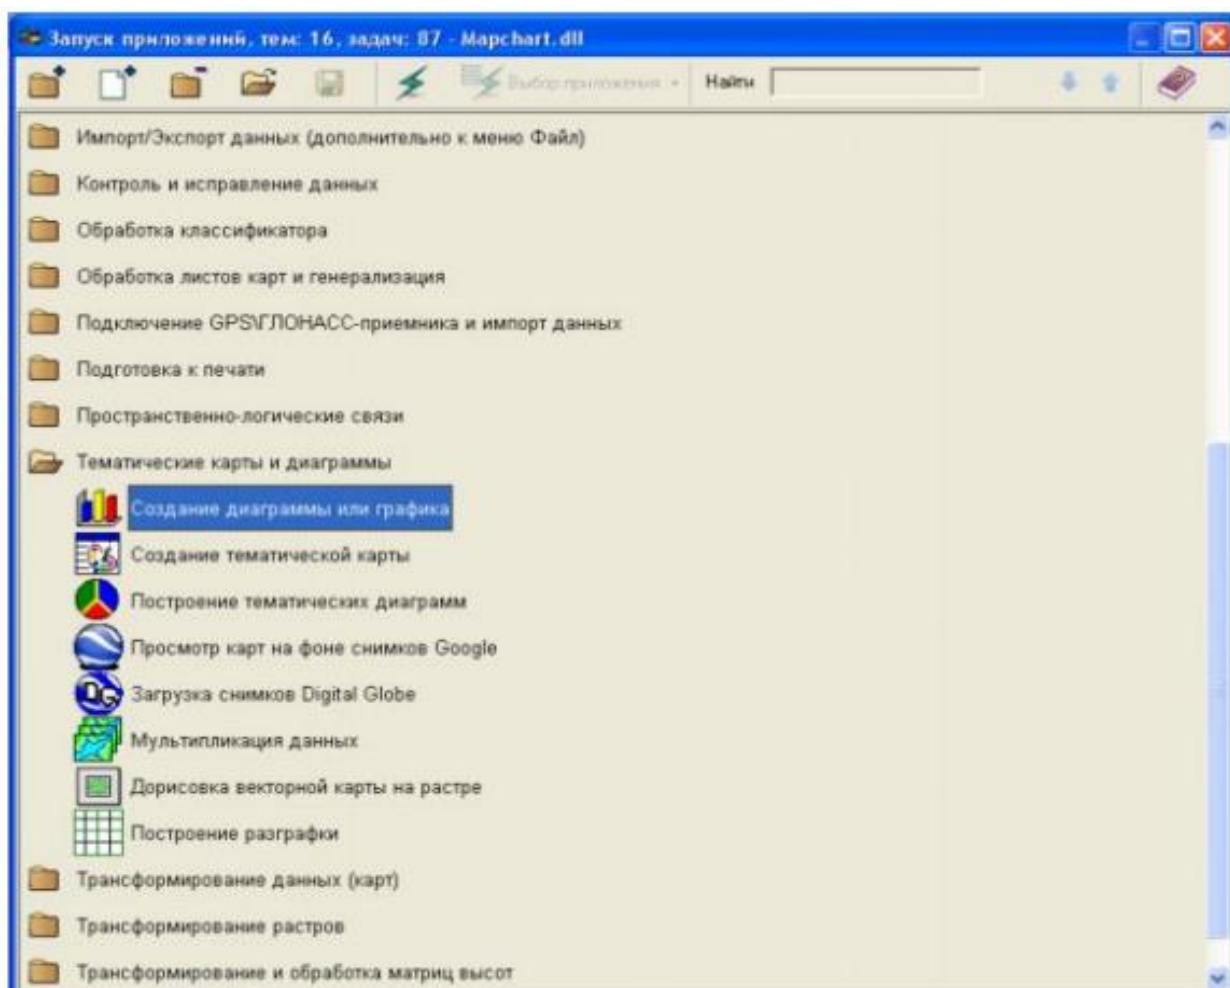 Запуск приложений, тем: 16, задач: 87 - Mapchart.dll
Выбор приложения Найти
Импорт/Экспорт данных (дополнительно к меню Файл)
Контроль и исправление данных
Обработка классификатора
Обработка листов карт и генерализация
Подключение GPS\ГЛОНАСС-приемника и импорт данных
Подготовка к печати
Пространственно-логические связи
Тематические карты и диаграммы
Создание диаграммы или графика
Создание тематической карты
Построение тематических диаграмм
Просмотр карт на фоне снимков Google
DG Загрузка снимков Digital Globe
Мультипликация данных
Дорисовка векторной карты на растре
Построение разграфки
Трансформирование данных (карт)
Трансформирование растров
Трансформирование и обработка матриц высот